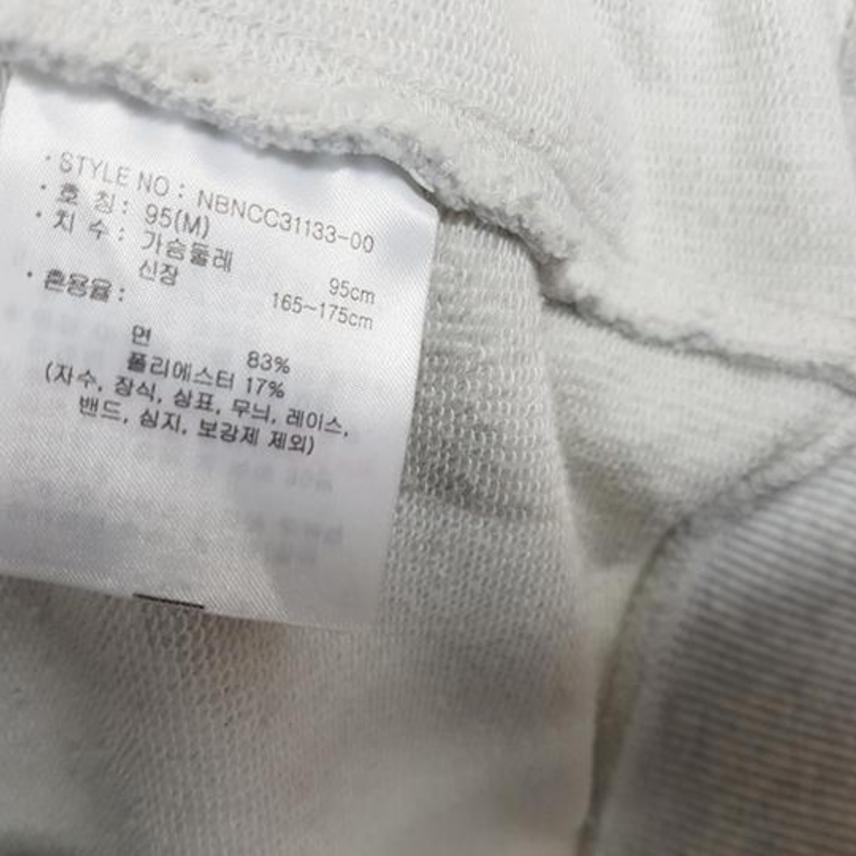 · STYLE NO : NBNCC31133-00
· 호 칭 : 95(M)
· 치 수 : 가슴둘레 95cm
신장 165~175cm
· 혼용율 :
면 83%
폴리에스터 17%
(자수, 장식, 상표, 무늬, 레이스,
밴드, 심지, 보강제 제외)